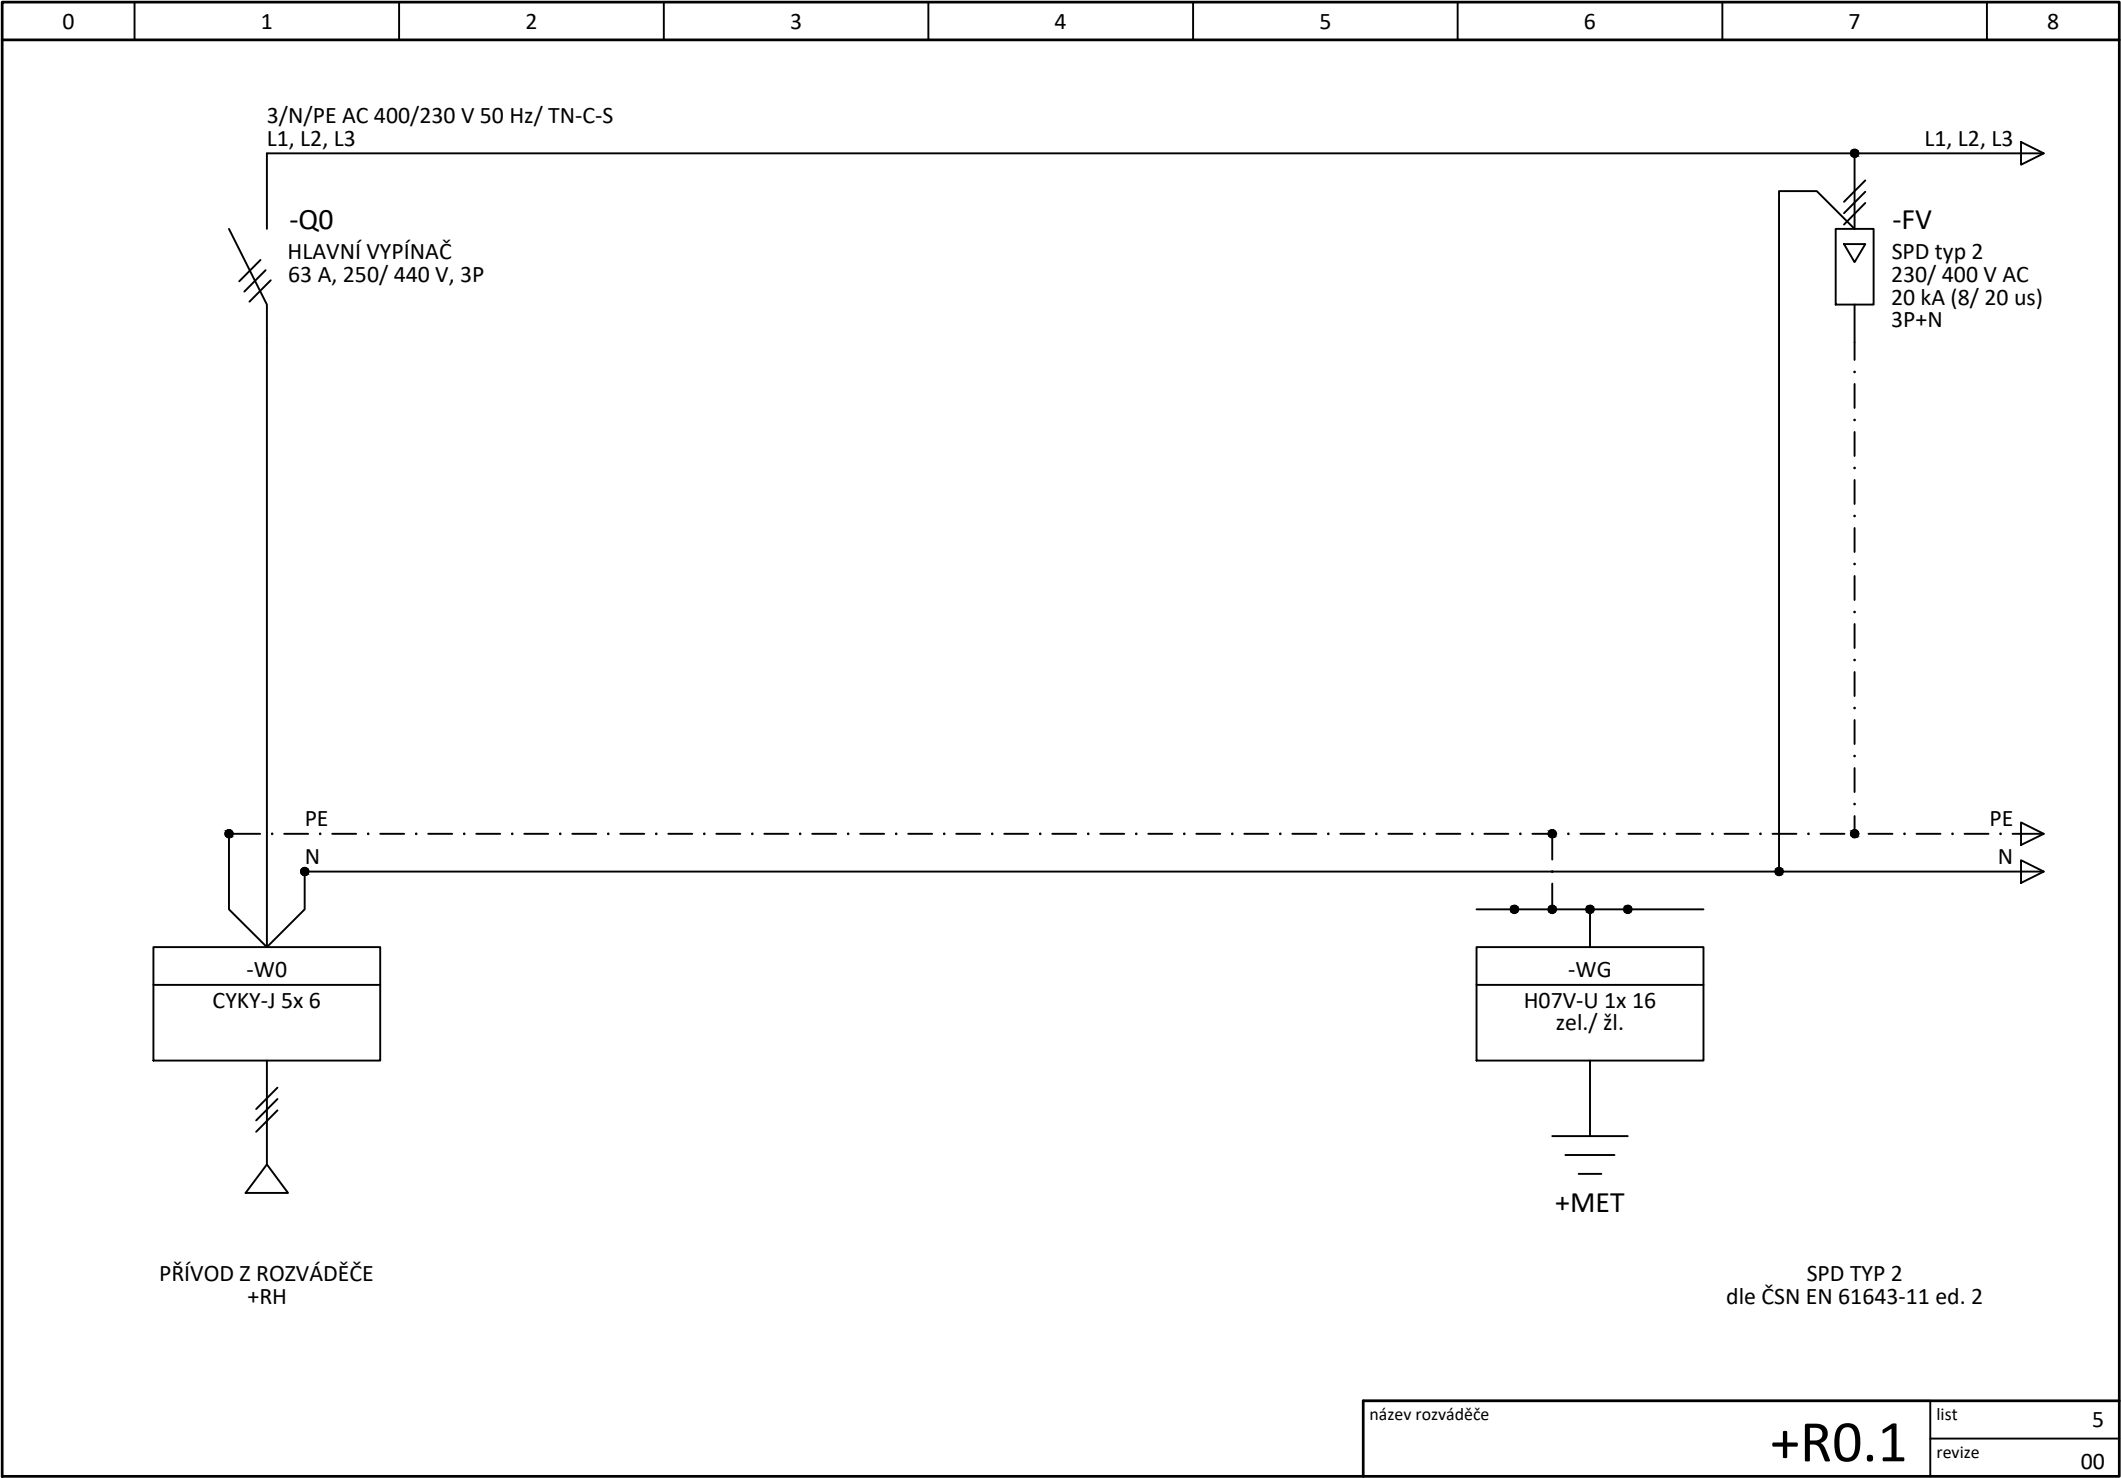 0 1 2 3 4 5 6 7 8
3/N/PE AC 400/230 V 50 Hz/ TN-C-S
L1, L2, L3
L1, L2, L3
-Q0
HLAVNÍ VYPÍNAČ
63 A, 250/ 440 V, 3P
-FV
SPD typ 2
230/ 400 V AC
20 kA (8/ 20 us)
3P+N
PE
PE
N
N
-W0
CYKY-J 5x 6
-WG
H07V-U 1x 16
zel./ žl.
+MET
PŘÍVOD Z ROZVÁDĚČE
+RH
SPD TYP 2
dle ČSN EN 61643-11 ed. 2
název rozváděče
+R0.1
list 5
revize 00